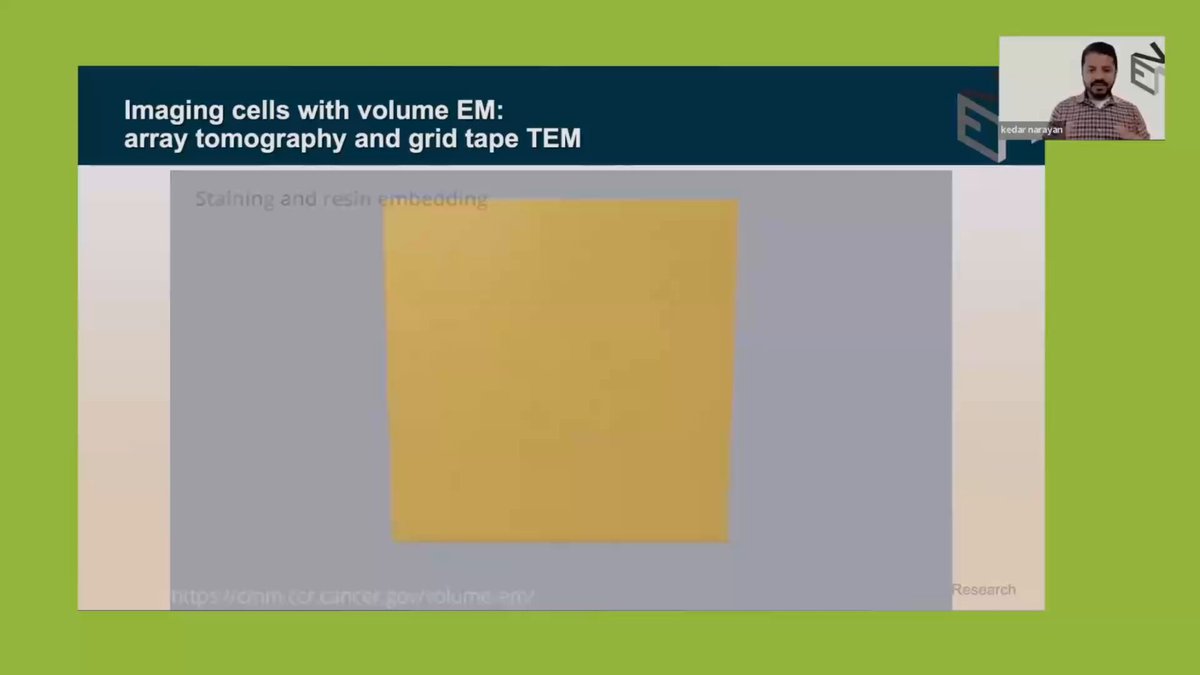 Imaging cells with volume EM:
array tomography and grid tape TEM
kedar narayan
Staining and resin embedding
https://cmm.ccr.cancer.gov/volume-em/
Research